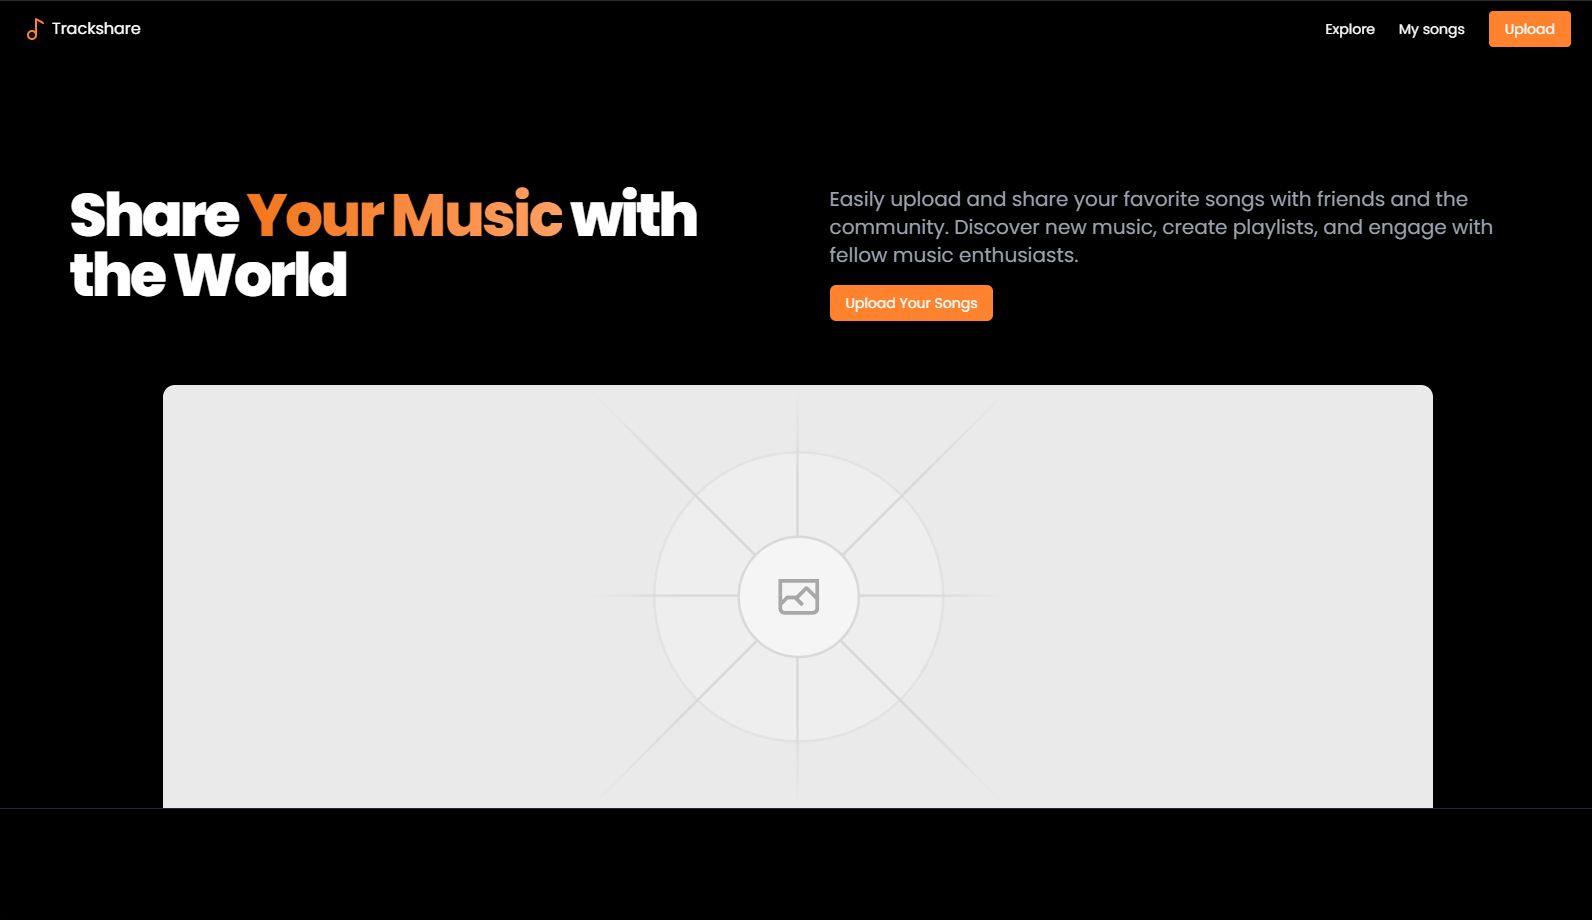 Trackshare
Explore
My songs
Upload
Share Your Music with
the World
Easily upload and share your favorite songs with friends and the
community. Discover new music, create playlists, and engage with
fellow music enthusiasts.
Upload Your Songs